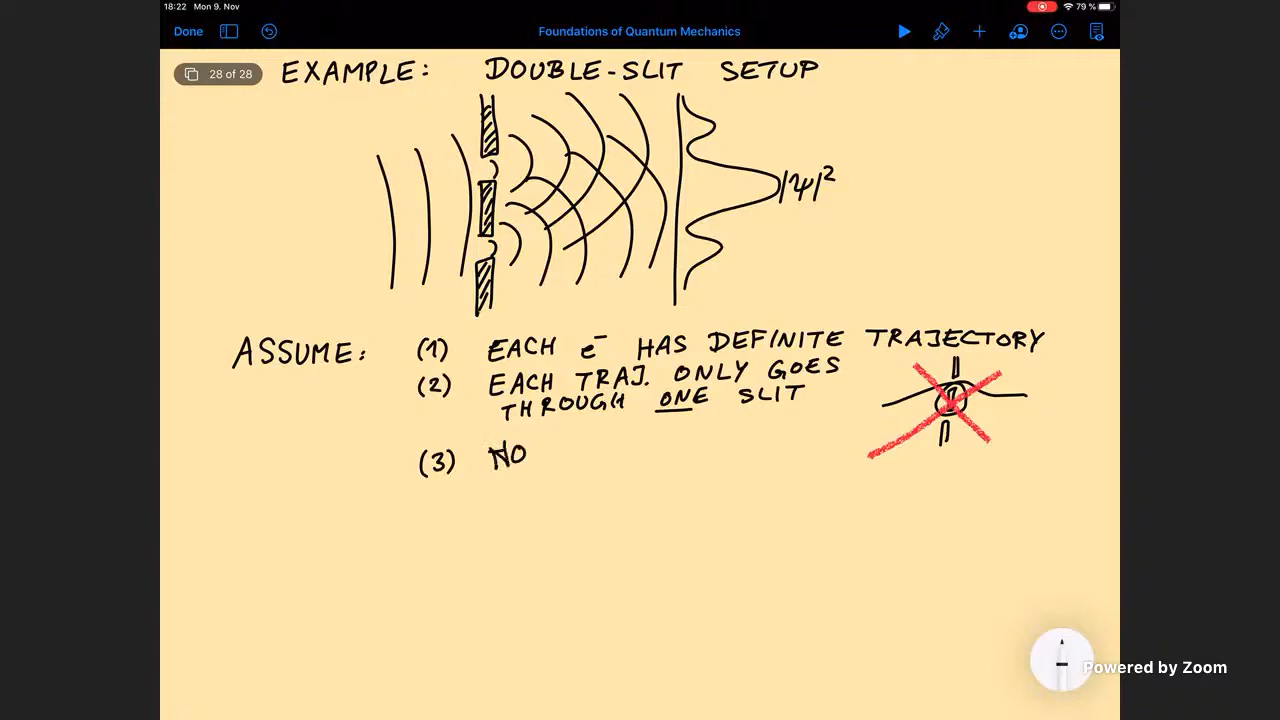 18:22 Mon 9. Nov 79 %
Done Foundations of Quantum Mechanics
28 of 28 EXAMPLE: DOUBLE-SLIT SETUP
|Ψ|²
ASSUME: (1) EACH e⁻ HAS DEFINITE TRAJECTORY
(2) EACH TRAJ. ONLY GOES
THROUGH ONE SLIT
(3) NO
Powered by Zoom